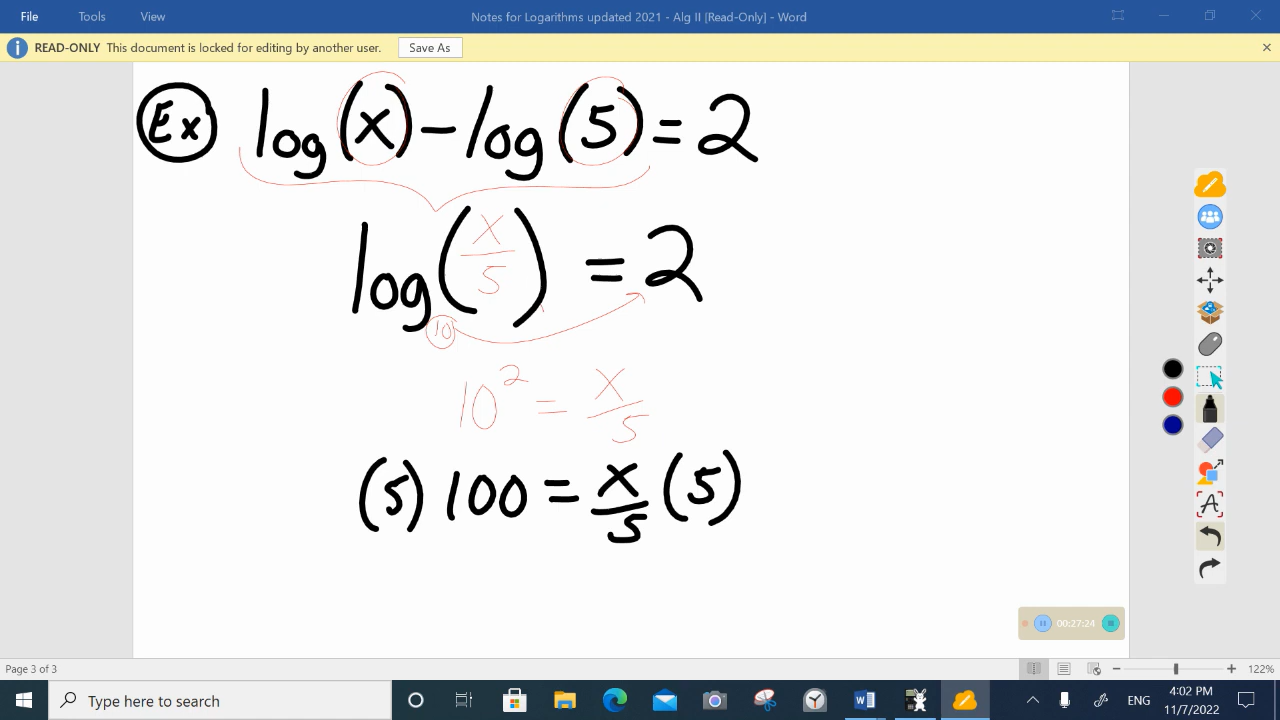 File Tools View Notes for Logarithms updated 2021 - Alg II [Read-Only] - Word
READ-ONLY This document is locked for editing by another user. Save As
Ex log(x) - log(5) = 2
log(x/5) = 2
10
10² = x/5
(5) 100 = x/5 (5)
00:27:24
Page 3 of 3 122%
Type here to search ENG 4:02 PM
11/7/2022